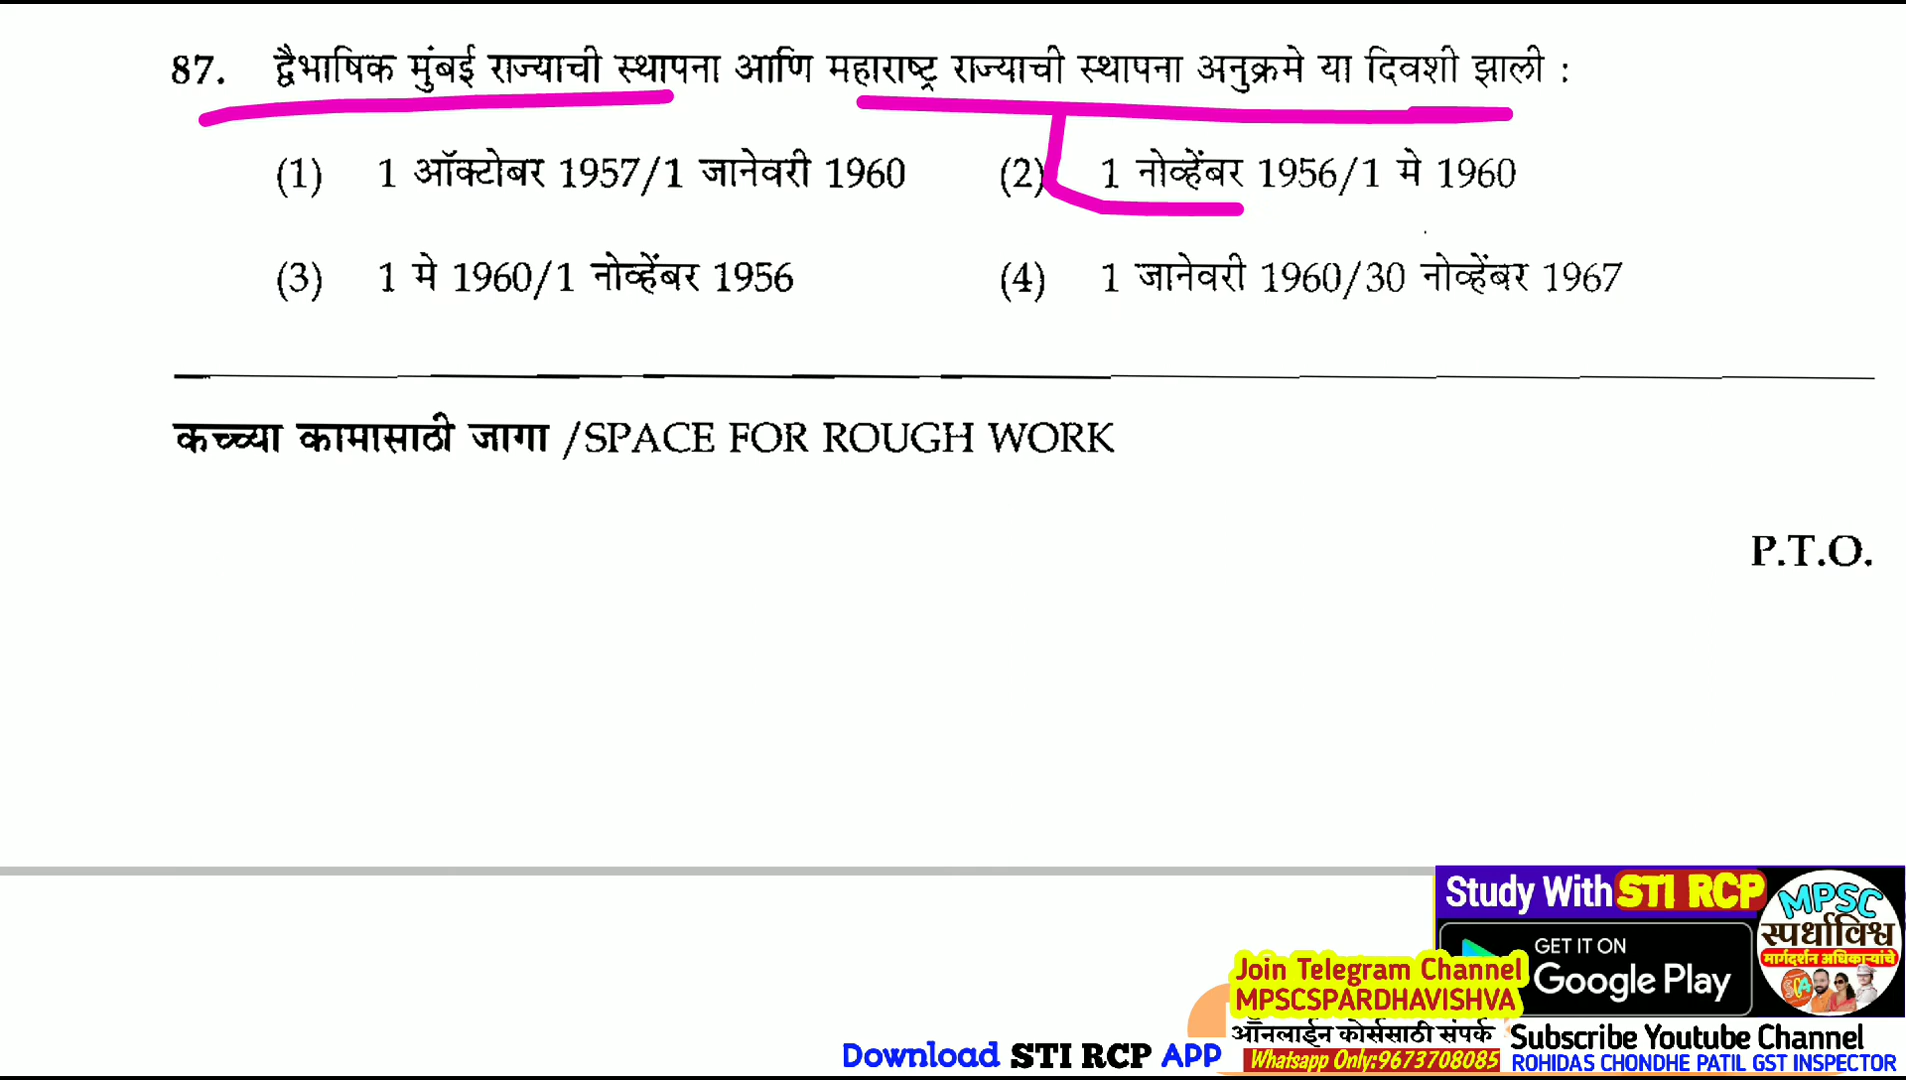 87. द्वैभाषिक मुंबई राज्याची स्थापना आणि महाराष्ट्र राज्याची स्थापना अनुक्रमे या दिवशी झाली :
(1) 1 ऑक्टोबर 1957/1 जानेवरी 1960 (2) 1 नोव्हेंबर 1956/1 मे 1960
(3) 1 मे 1960/1 नोव्हेंबर 1956 (4) 1 जानेवरी 1960/30 नोव्हेंबर 1967
कच्च्या कामासाठी जागा /SPACE FOR ROUGH WORK
P.T.O.
Study With STI RCP
MPSC
स्पर्धाविश्व
मार्गदर्शन अधिकाऱ्यांचे
GET IT ON
Google Play
Join Telegram Channel
MPSCSPARDHAVISHVA
ऑनलाईन कोर्ससाठी संपर्क
Whatsapp Only:9673708085
Download STI RCP APP
Subscribe Youtube Channel
ROHIDAS CHONDHE PATIL GST INSPECTOR